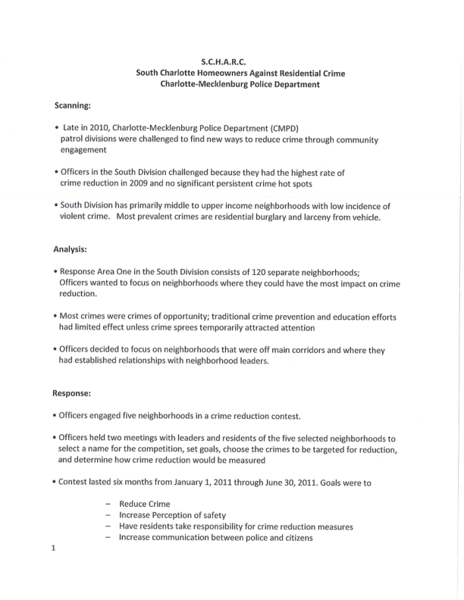 S.C.H.A.R.C.
South Charlotte Homeowners Against Residential Crime
Charlotte-Mecklenburg Police Department
Scanning:
• Late in 2010, Charlotte-Mecklenburg Police Department (CMPD)
patrol divisions were challenged to find new ways to reduce crime through community
engagement
• Officers in the South Division challenged because they had the highest rate of
crime reduction in 2009 and no significant persistent crime hot spots
• South Division has primarily middle to upper income neighborhoods with low incidence of
violent crime. Most prevalent crimes are residential burglary and larceny from vehicle.
Analysis:
• Response Area One in the South Division consists of 120 separate neighborhoods;
Officers wanted to focus on neighborhoods where they could have the most impact on crime
reduction.
• Most crimes were crimes of opportunity; traditional crime prevention and education efforts
had limited effect unless crime sprees temporarily attracted attention
• Officers decided to focus on neighborhoods that were off main corridors and where they
had established relationships with neighborhood leaders.
Response:
• Officers engaged five neighborhoods in a crime reduction contest.
• Officers held two meetings with leaders and residents of the five selected neighborhoods to
select a name for the competition, set goals, choose the crimes to be targeted for reduction,
and determine how crime reduction would be measured
• Contest lasted six months from January 1, 2011 through June 30, 2011. Goals were to
– Reduce Crime
– Increase Perception of safety
– Have residents take responsibility for crime reduction measures
– Increase communication between police and citizens
1